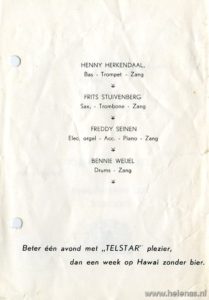 HENNY HERKENDAAL,
Bas - Trompet - Zang
FRITS STUIVENBERG
Sax, - Trombone - Zang
FREDDY SEINEN
Elec. orgel - Acc. - Piano - Zang
BENNIE WEIJEL
Drums - Zang
Beter één avond met „TELSTAR" plezier,
dan een week op Hawaï zonder bier.
www.helenas.nl